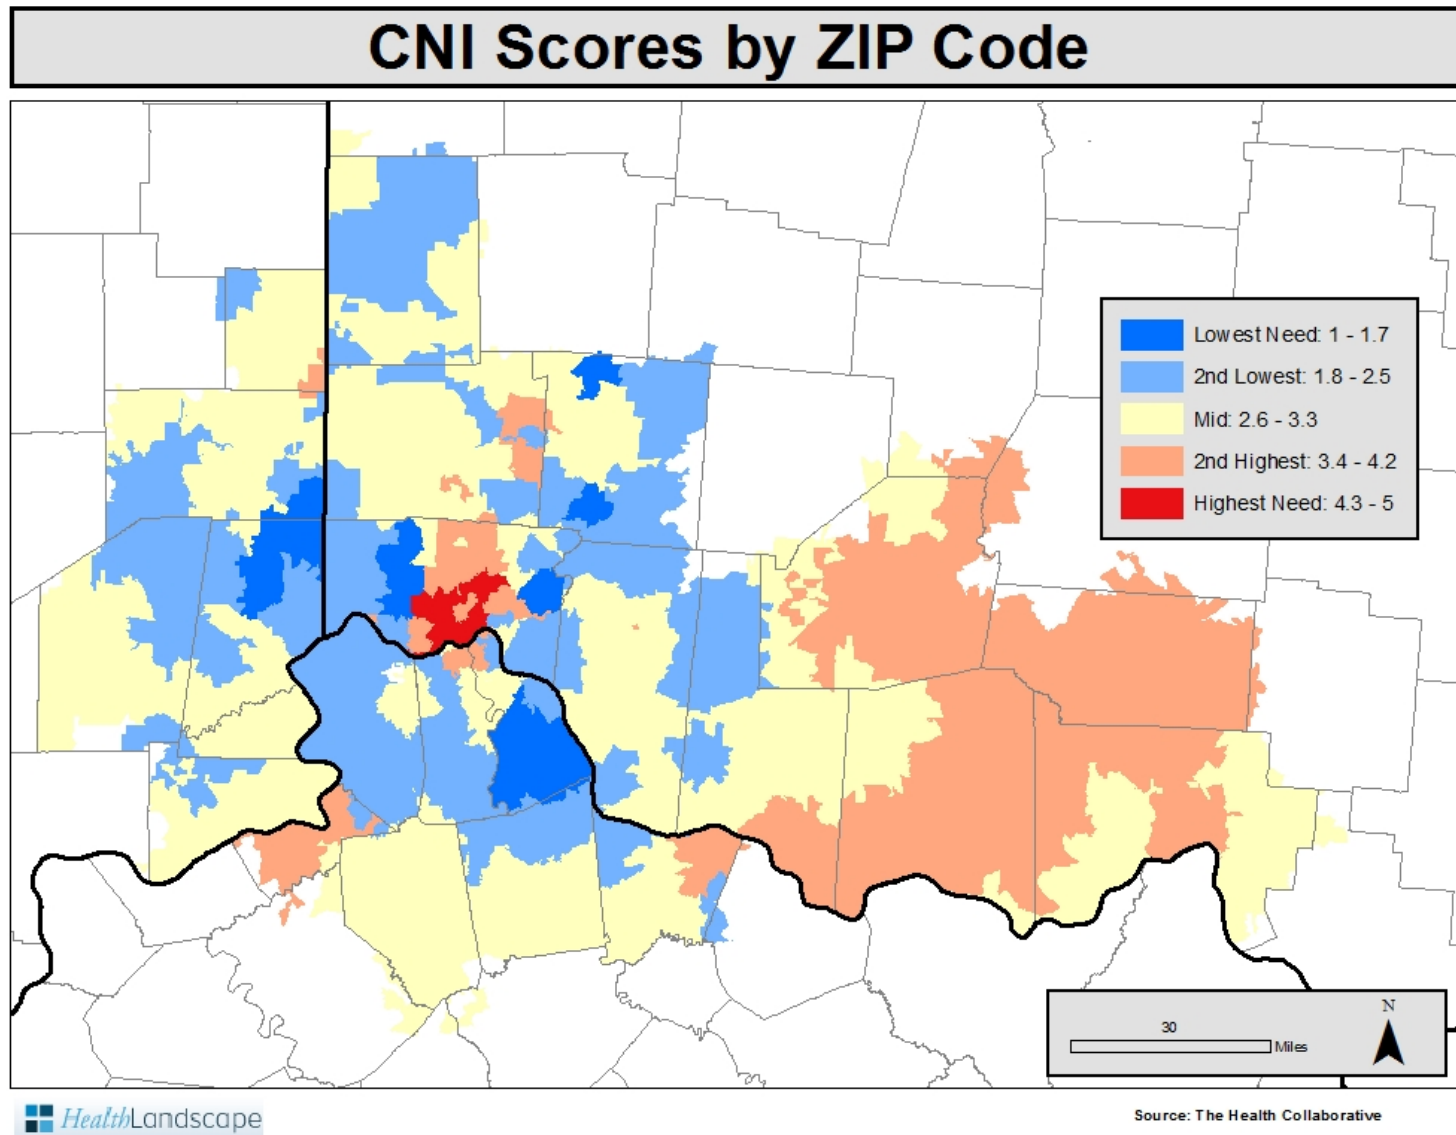 CNI Scores by ZIP Code
Lowest Need: 1 - 1.7
2nd Lowest: 1.8 - 2.5
Mid: 2.6 - 3.3
2nd Highest: 3.4 - 4.2
Highest Need: 4.3 - 5
N
30
Miles
HealthLandscape
Source: The Health Collaborative